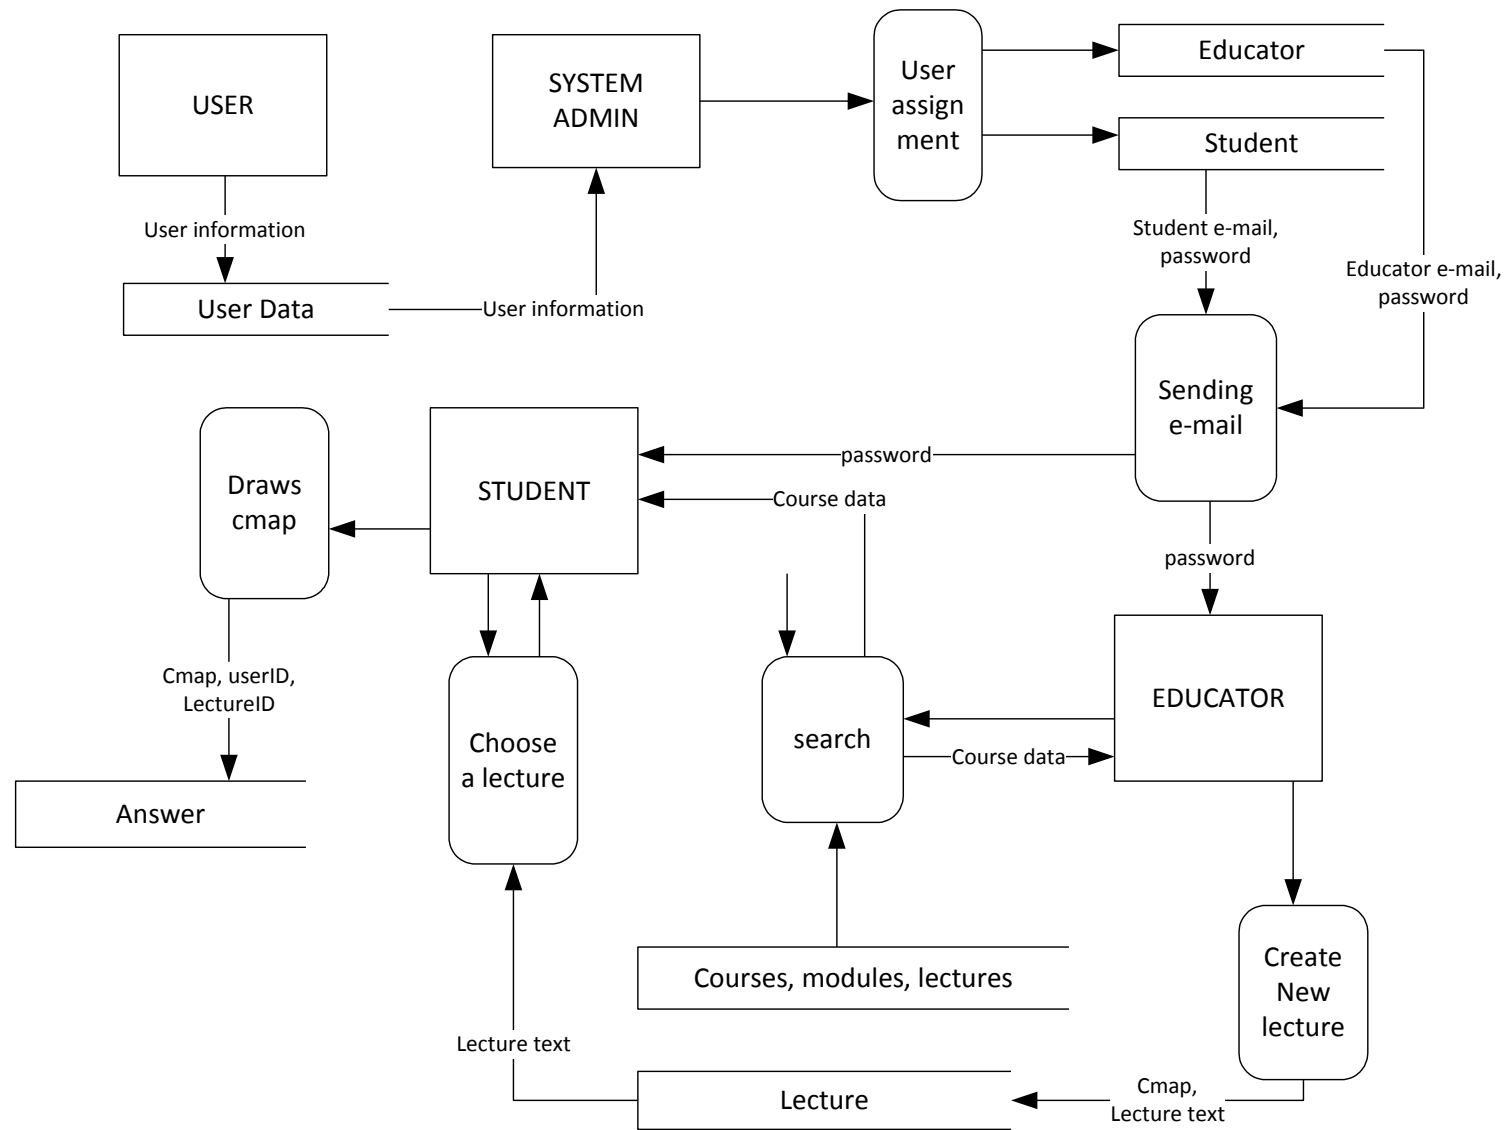 USER
SYSTEM
ADMIN
User
assign
ment
Educator
Student
User information
Student e-mail,
password
Educator e-mail,
password
User Data
User information
Sending
e-mail
Draws
cmap
STUDENT
password
Course data
password
Cmap, userID,
LectureID
Choose
a lecture
search
EDUCATOR
Course data
Answer
Courses, modules, lectures
Create
New
lecture
Lecture text
Lecture
Cmap,
Lecture text